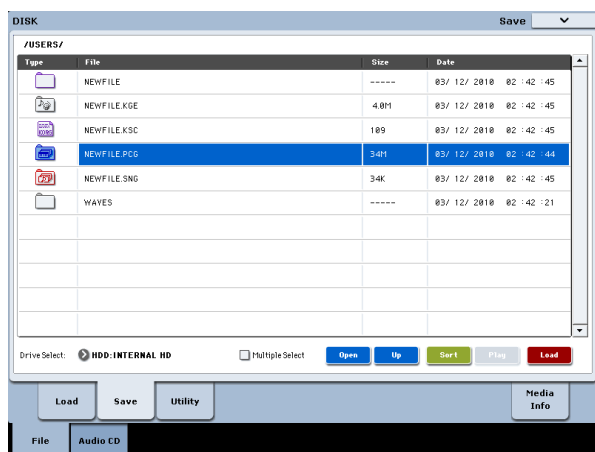 DISK Save
/USERS/
Type File Size Date
NEWFILE ----- 03/ 12/ 2010 02 :42 :45
NEWFILE.KGE 4.0M 03/ 12/ 2010 02 :42 :45
NEWFILE.KSC 109 03/ 12/ 2010 02 :42 :45
NEWFILE.PCG 34M 03/ 12/ 2010 02 :42 :44
NEWFILE.SNG 34K 03/ 12/ 2010 02 :42 :45
WAVES ----- 03/ 12/ 2010 02 :42 :21
Drive Select: HDD:INTERNAL HD Multiple Select Open Up Sort Play Load
Load Save Utility Media Info
File Audio CD